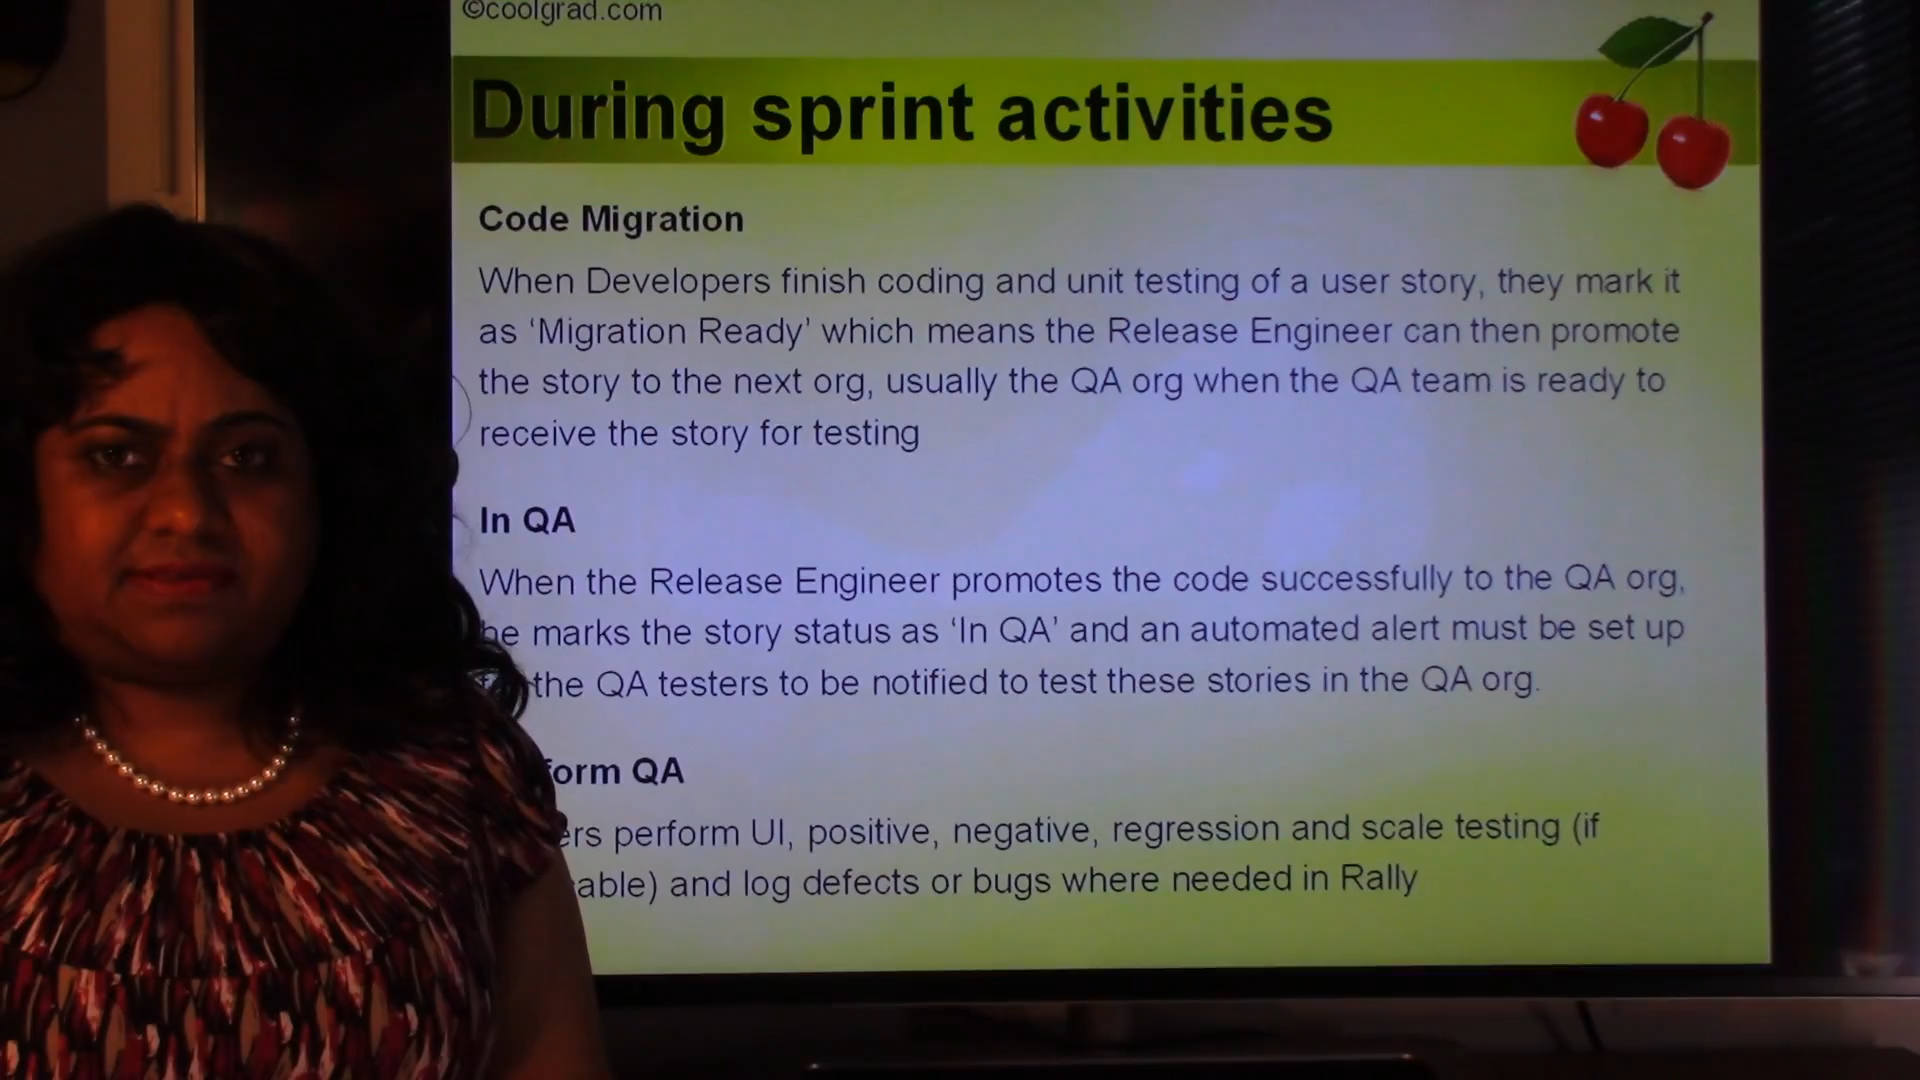 ©coolgrad.com
During sprint activities
Code Migration
When Developers finish coding and unit testing of a user story, they mark it
as ‘Migration Ready’ which means the Release Engineer can then promote
the story to the next org, usually the QA org when the QA team is ready to
receive the story for testing
In QA
When the Release Engineer promotes the code successfully to the QA org,
he marks the story status as ‘In QA’ and an automated alert must be set up
the QA testers to be notified to test these stories in the QA org.
QA
perform UI, positive, negative, regression and scale testing (if
and log defects or bugs where needed in Rally